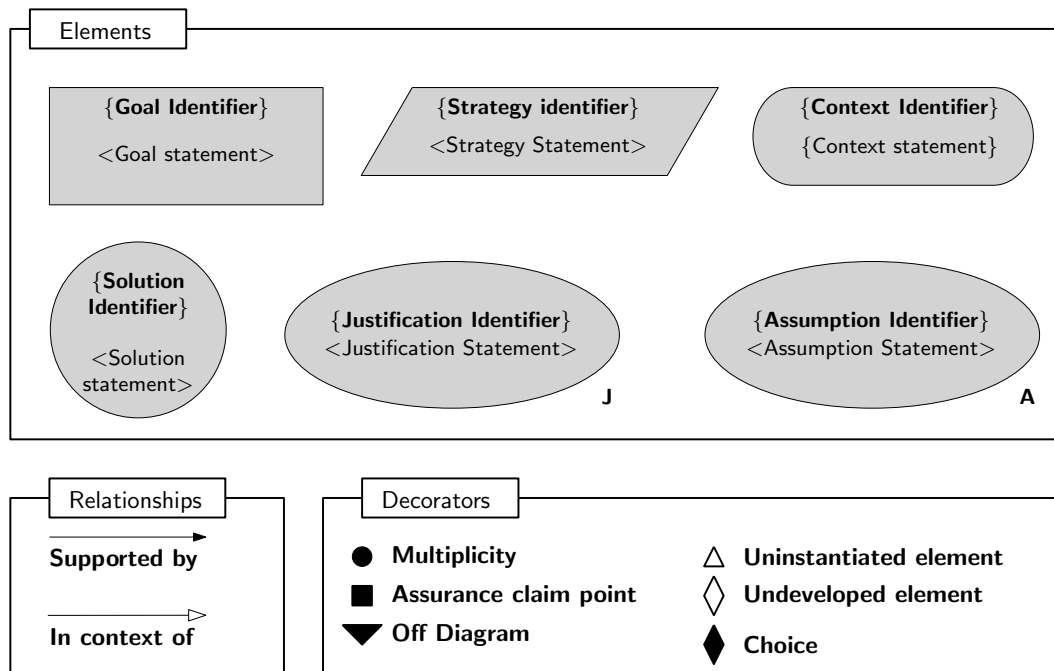 Elements
{Goal Identifier}
<Goal statement>
{Strategy identifier}
<Strategy Statement>
{Context Identifier}
{Context statement}
{Solution
Identifier}
<Solution
statement>
{Justification Identifier}
<Justification Statement>
J
{Assumption Identifier}
<Assumption Statement>
A
Relationships
Supported by
In context of
Decorators
Multiplicity
Assurance claim point
Off Diagram
Uninstantiated element
Undeveloped element
Choice